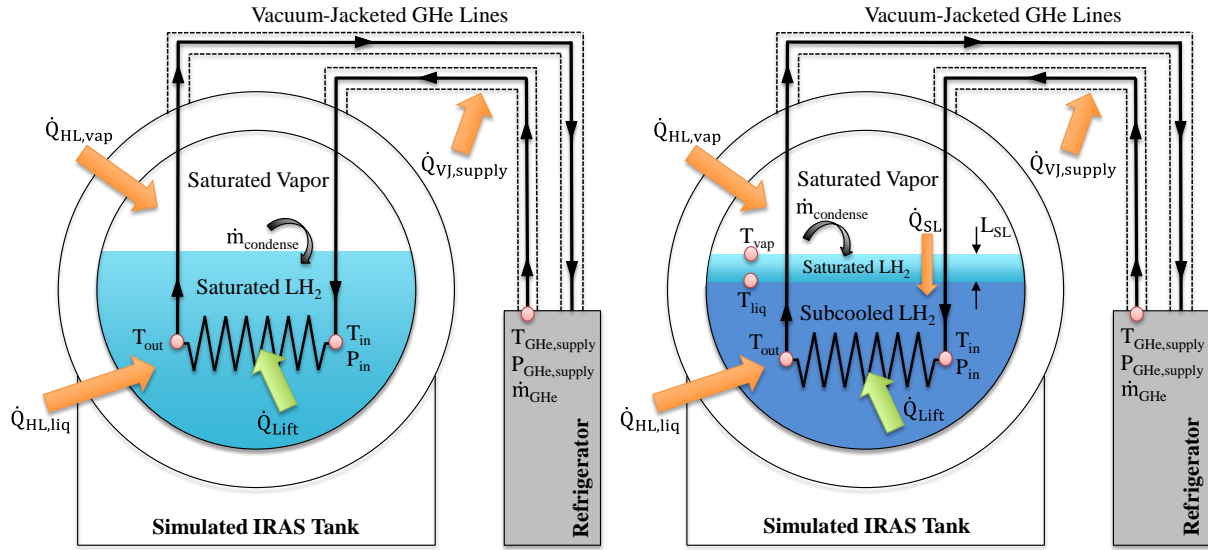 Vacuum-Jacketed GHe Lines
Q̇HL,vap
Q̇VJ,supply
Saturated Vapor
ṁcondense
Saturated LH2
Tout
Tin
Pin
Q̇HL,liq
Q̇Lift
TGHe,supply
PGHe,supply
ṁGHe
Refrigerator
Simulated IRAS Tank
Vacuum-Jacketed GHe Lines
Q̇HL,vap
Q̇VJ,supply
Saturated Vapor
ṁcondense
Q̇SL
LSL
Tvap
Saturated LH2
Tliq
Subcooled LH2
Tout
Tin
Pin
Q̇HL,liq
Q̇Lift
TGHe,supply
PGHe,supply
ṁGHe
Refrigerator
Simulated IRAS Tank